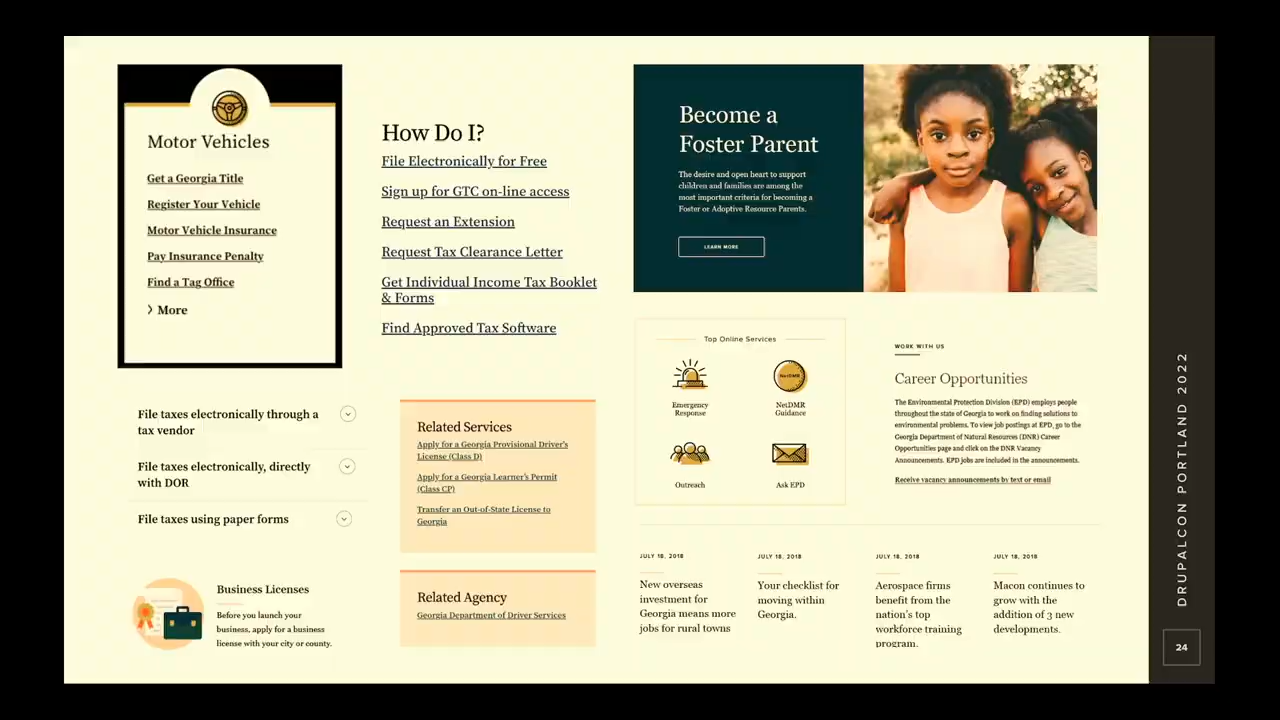 Motor Vehicles
Get a Georgia Title
Register Your Vehicle
Motor Vehicle Insurance
Pay Insurance Penalty
Find a Tag Office
More
How Do I?
File Electronically for Free
Sign up for GTC on-line access
Request an Extension
Request Tax Clearance Letter
Get Individual Income Tax Booklet
& Forms
Find Approved Tax Software
Become a
Foster Parent
The desire and open heart to support
children and families are among the
most important criteria for becoming a
Foster or Adoptive Resource Parents.
LEARN MORE
File taxes electronically through a
tax vendor
File taxes electronically, directly
with DOR
File taxes using paper forms
Business Licenses
Before you launch your
business, apply for a business
license with your city or county.
Related Services
Apply for a Georgia Provisional Driver's
License (Class D)
Apply for a Georgia Learner's Permit
(Class CP)
Transfer an Out-of-State License to
Georgia
Related Agency
Georgia Department of Driver Services
Top Online Services
Emergency
Response
NetDMR
NetDMR
Guidance
Outreach
Ask EPD
WORK WITH US
Career Opportunities
The Environmental Protection Division (EPD) employs people
throughout the state of Georgia to work on finding solutions to
environmental problems. To view job postings at EPD, go to the
Georgia Department of Natural Resources (DNR) Career
Opportunities page and click on the DNR Vacancy
Announcements. EPD jobs are included in the announcements.
Receive vacancy announcements by text or email
JULY 18, 2018
New overseas
investment for
Georgia means more
jobs for rural towns
JULY 18, 2018
Your checklist for
moving within
Georgia.
JULY 18, 2018
Aerospace firms
benefit from the
nation's top
workforce training
program.
JULY 18, 2018
Macon continues to
grow with the
addition of 3 new
developments.
DRUPALCON PORTLAND 2022
24